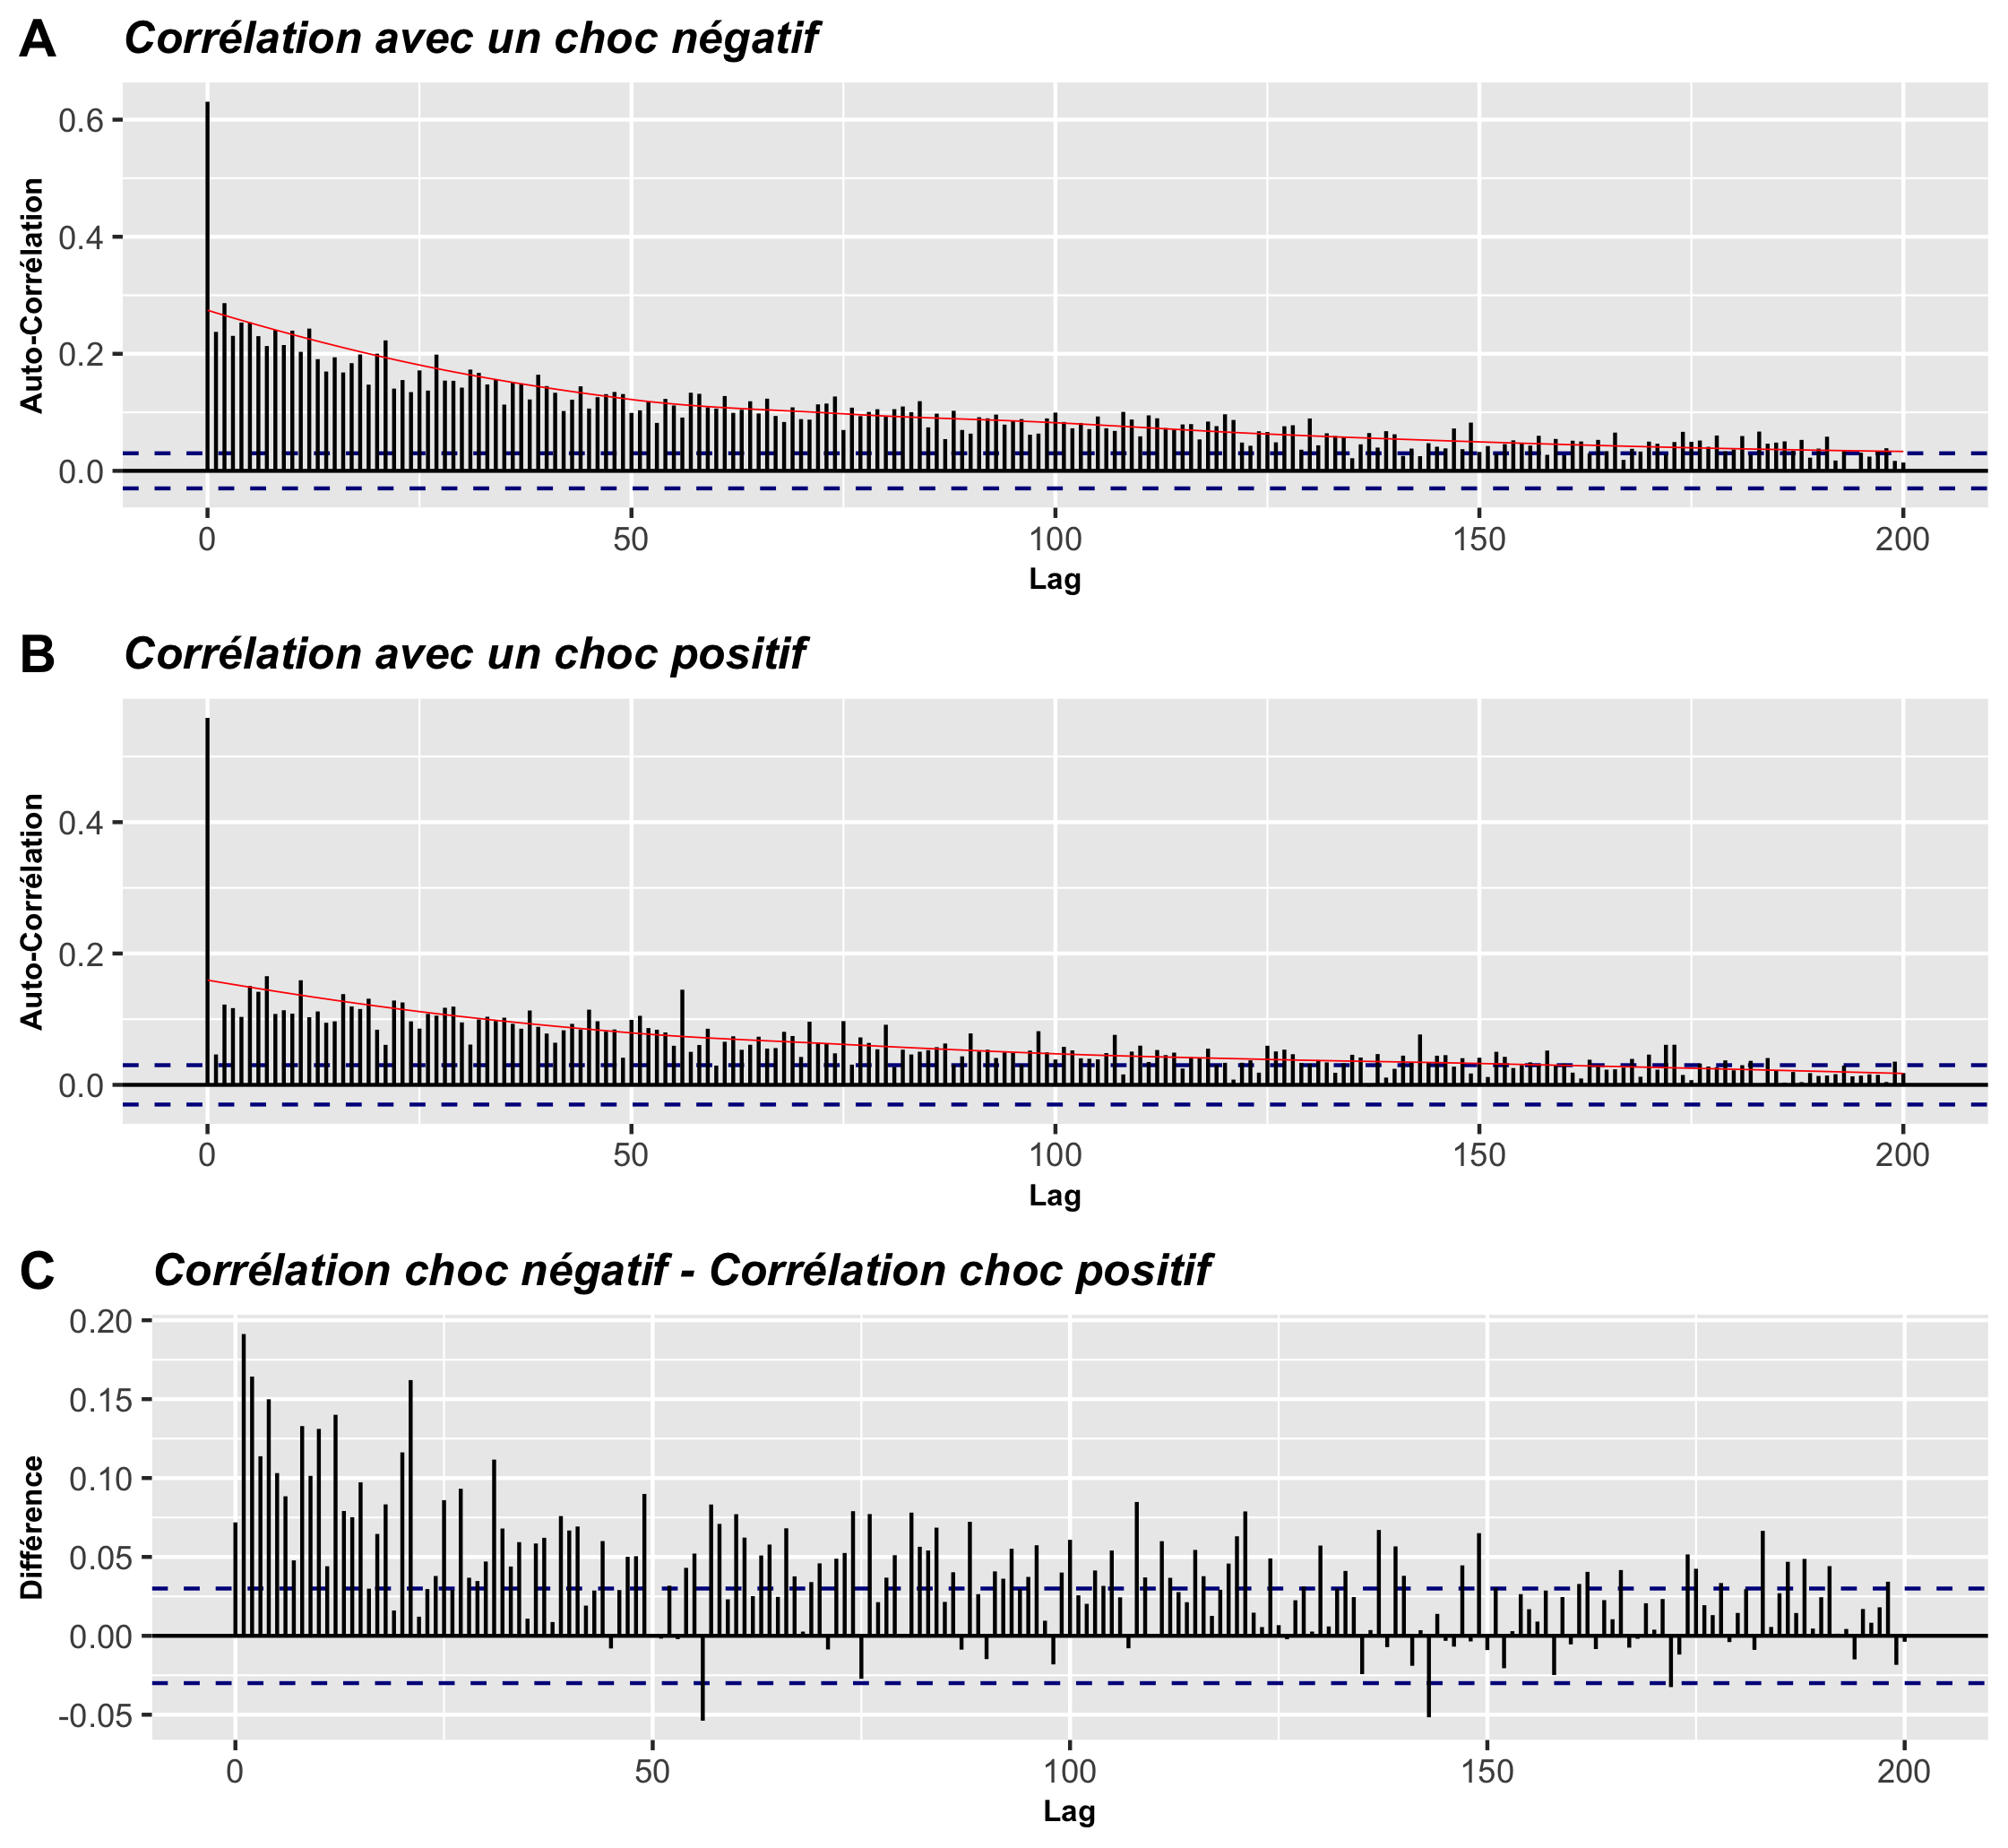 A Corrélation avec un choc négatif
Auto-Corrélation
0.6
0.4
0.2
0.0
0 50 100 150 200
Lag
B Corrélation avec un choc positif
Auto-Corrélation
0.4
0.2
0.0
0 50 100 150 200
Lag
C Corrélation choc négatif - Corrélation choc positif
Différence
0.20
0.15
0.10
0.05
0.00
-0.05
0 50 100 150 200
Lag